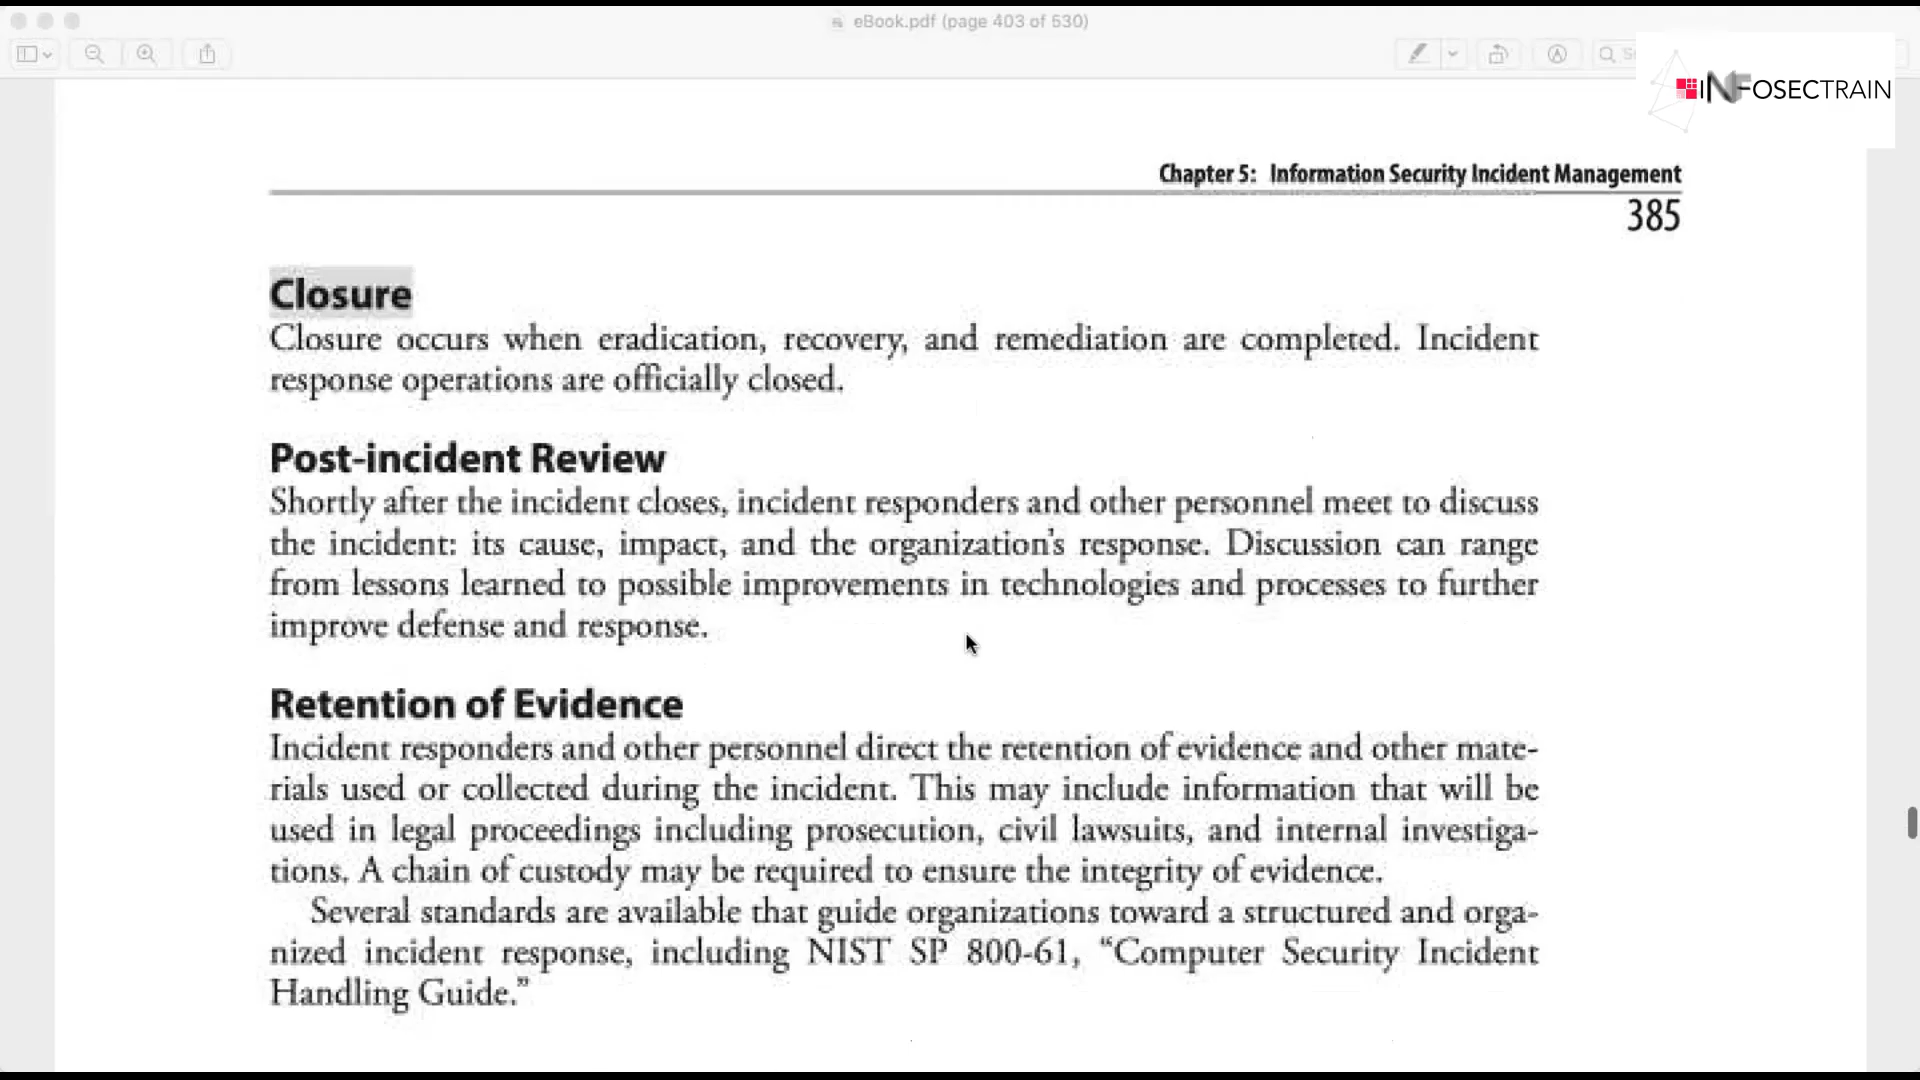 eBook.pdf (page 403 of 530)
INFOSECTRAIN
Chapter 5: Information Security Incident Management
385
Closure
Closure occurs when eradication, recovery, and remediation are completed. Incident
response operations are officially closed.
Post-incident Review
Shortly after the incident closes, incident responders and other personnel meet to discuss
the incident: its cause, impact, and the organization’s response. Discussion can range
from lessons learned to possible improvements in technologies and processes to further
improve defense and response.
Retention of Evidence
Incident responders and other personnel direct the retention of evidence and other mate-
rials used or collected during the incident. This may include information that will be
used in legal proceedings including prosecution, civil lawsuits, and internal investiga-
tions. A chain of custody may be required to ensure the integrity of evidence.
Several standards are available that guide organizations toward a structured and orga-
nized incident response, including NIST SP 800-61, “Computer Security Incident
Handling Guide.”